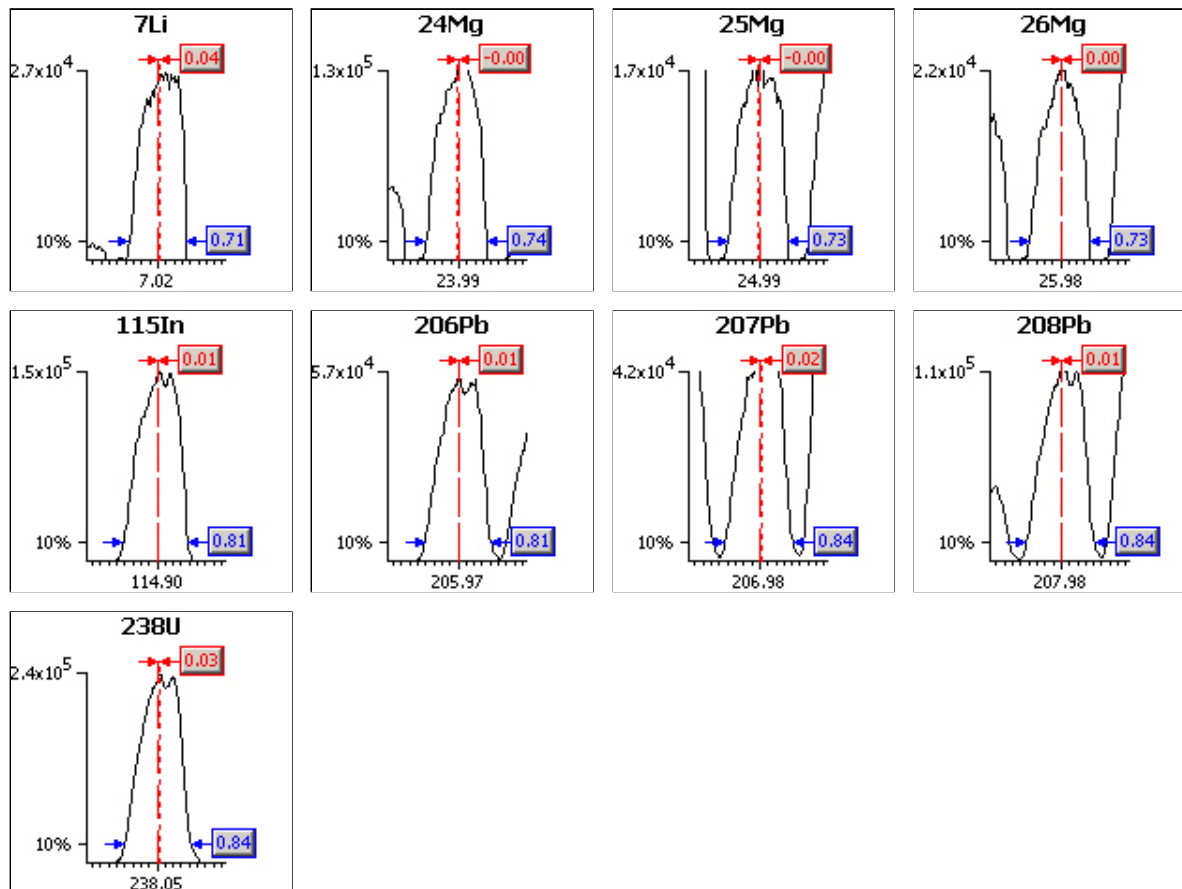 7Li
0.04
2.7x10^4
10%
0.71
7.02
24Mg
-0.00
1.3x10^5
10%
0.74
23.99
25Mg
-0.00
1.7x10^4
10%
0.73
24.99
26Mg
0.00
2.2x10^4
10%
0.73
25.98
115In
0.01
1.5x10^5
10%
0.81
114.90
206Pb
0.01
5.7x10^4
10%
0.81
205.97
207Pb
0.02
4.2x10^4
10%
0.84
206.98
208Pb
0.01
1.1x10^5
10%
0.84
207.98
238U
0.03
2.4x10^5
10%
0.84
238.05